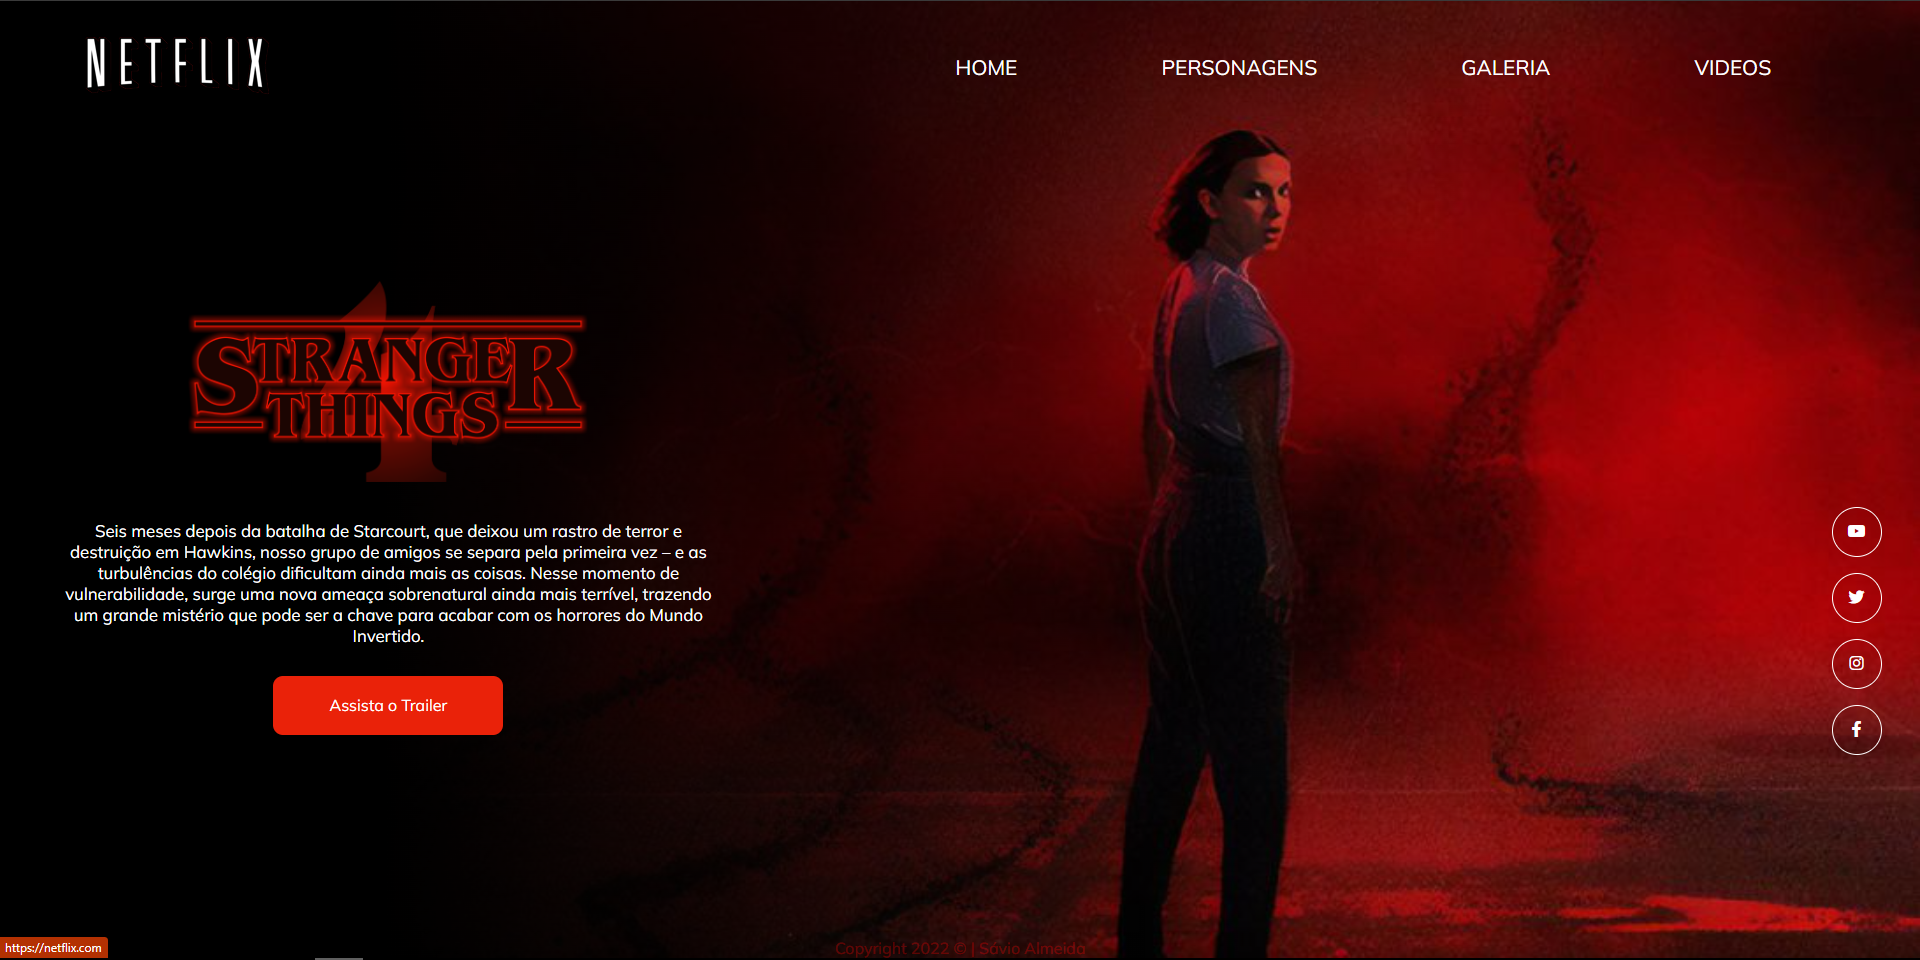 NETFLIX
HOME PERSONAGENS GALERIA VIDEOS
4
STRANGER
THINGS
Seis meses depois da batalha de Starcourt, que deixou um rastro de terror e
destruição em Hawkins, nosso grupo de amigos se separa pela primeira vez – e as
turbulências do colégio dificultam ainda mais as coisas. Nesse momento de
vulnerabilidade, surge uma nova ameaça sobrenatural ainda mais terrível, trazendo
um grande mistério que pode ser a chave para acabar com os horrores do Mundo
Invertido.
Assista o Trailer
https://netflix.com
Copyright 2022 © | Sávio Almeida